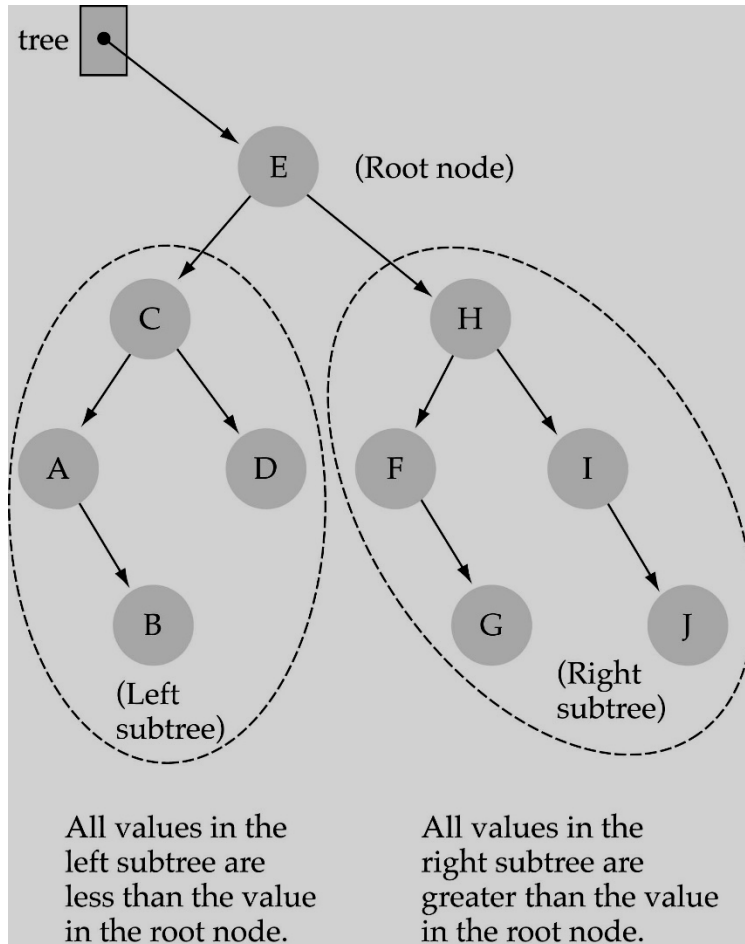 tree
E (Root node)
C H
A D F I
B G J
(Left
subtree)
(Right
subtree)
All values in the
left subtree are
less than the value
in the root node.
All values in the
right subtree are
greater than the value
in the root node.